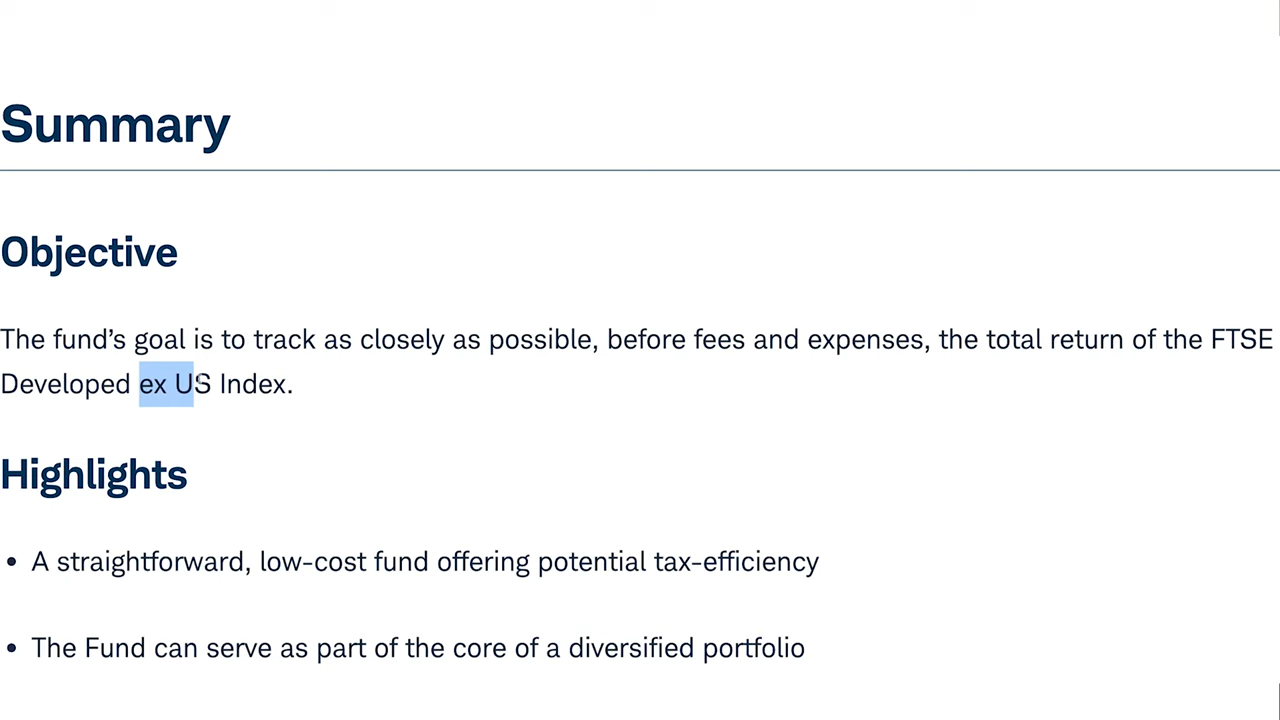 Summary
Objective
The fund’s goal is to track as closely as possible, before fees and expenses, the total return of the FTSE
Developed ex US Index.
Highlights
• A straightforward, low-cost fund offering potential tax-efficiency
• The Fund can serve as part of the core of a diversified portfolio